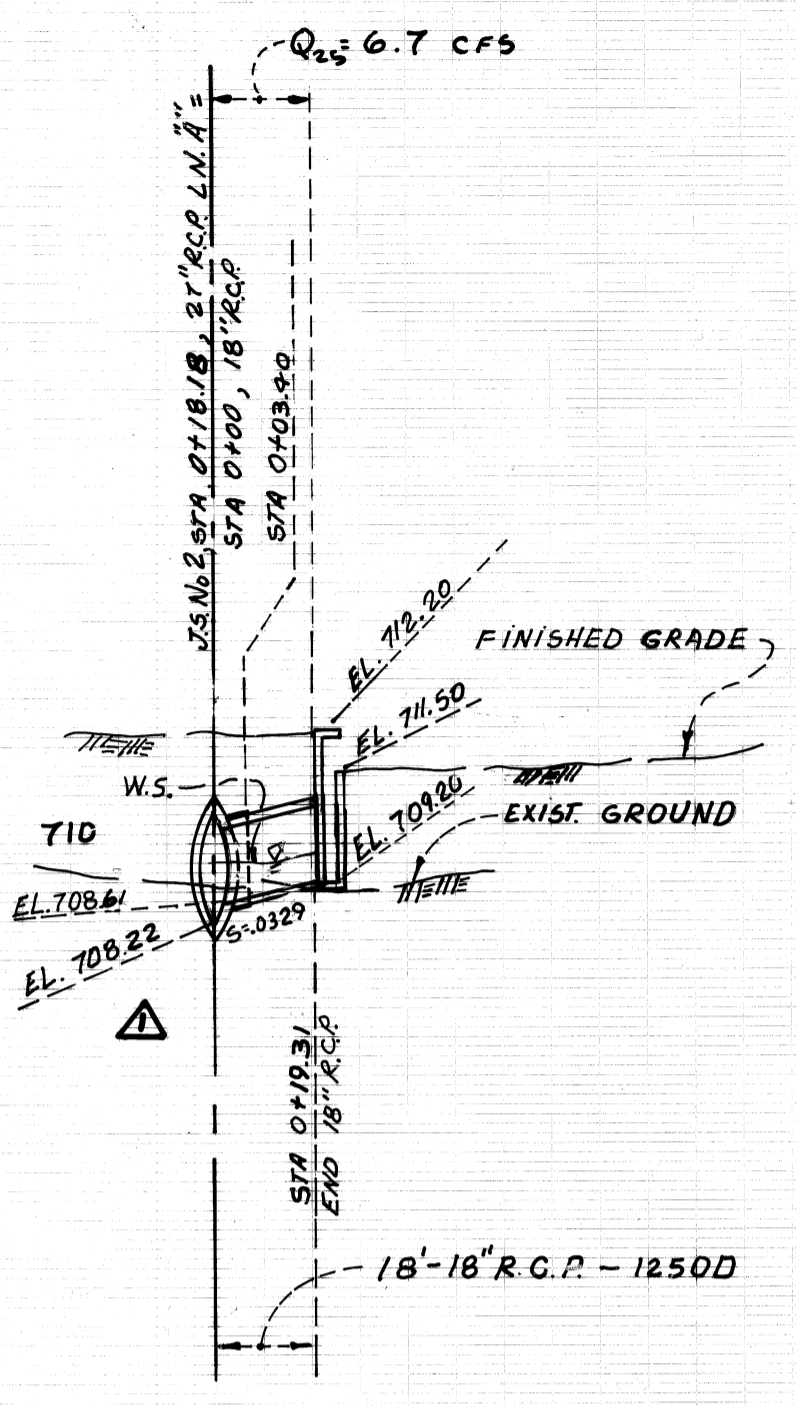 Q25= 6.7 CFS
J.S. No 2, STA. 0+18.18, 27" R.C.P. LN. "A" =
STA 0+00, 18" R.C.P.
STA 0+03.40
EL. 712.20
FINISHED GRADE
EL. 711.50
W.S.
EL. 709.20
EXIST. GROUND
710
EL. 708.61
S=.0329
EL. 708.22
1
STA 0+19.31
END 18" R.C.P.
18'-18" R.C.P. - 1250D